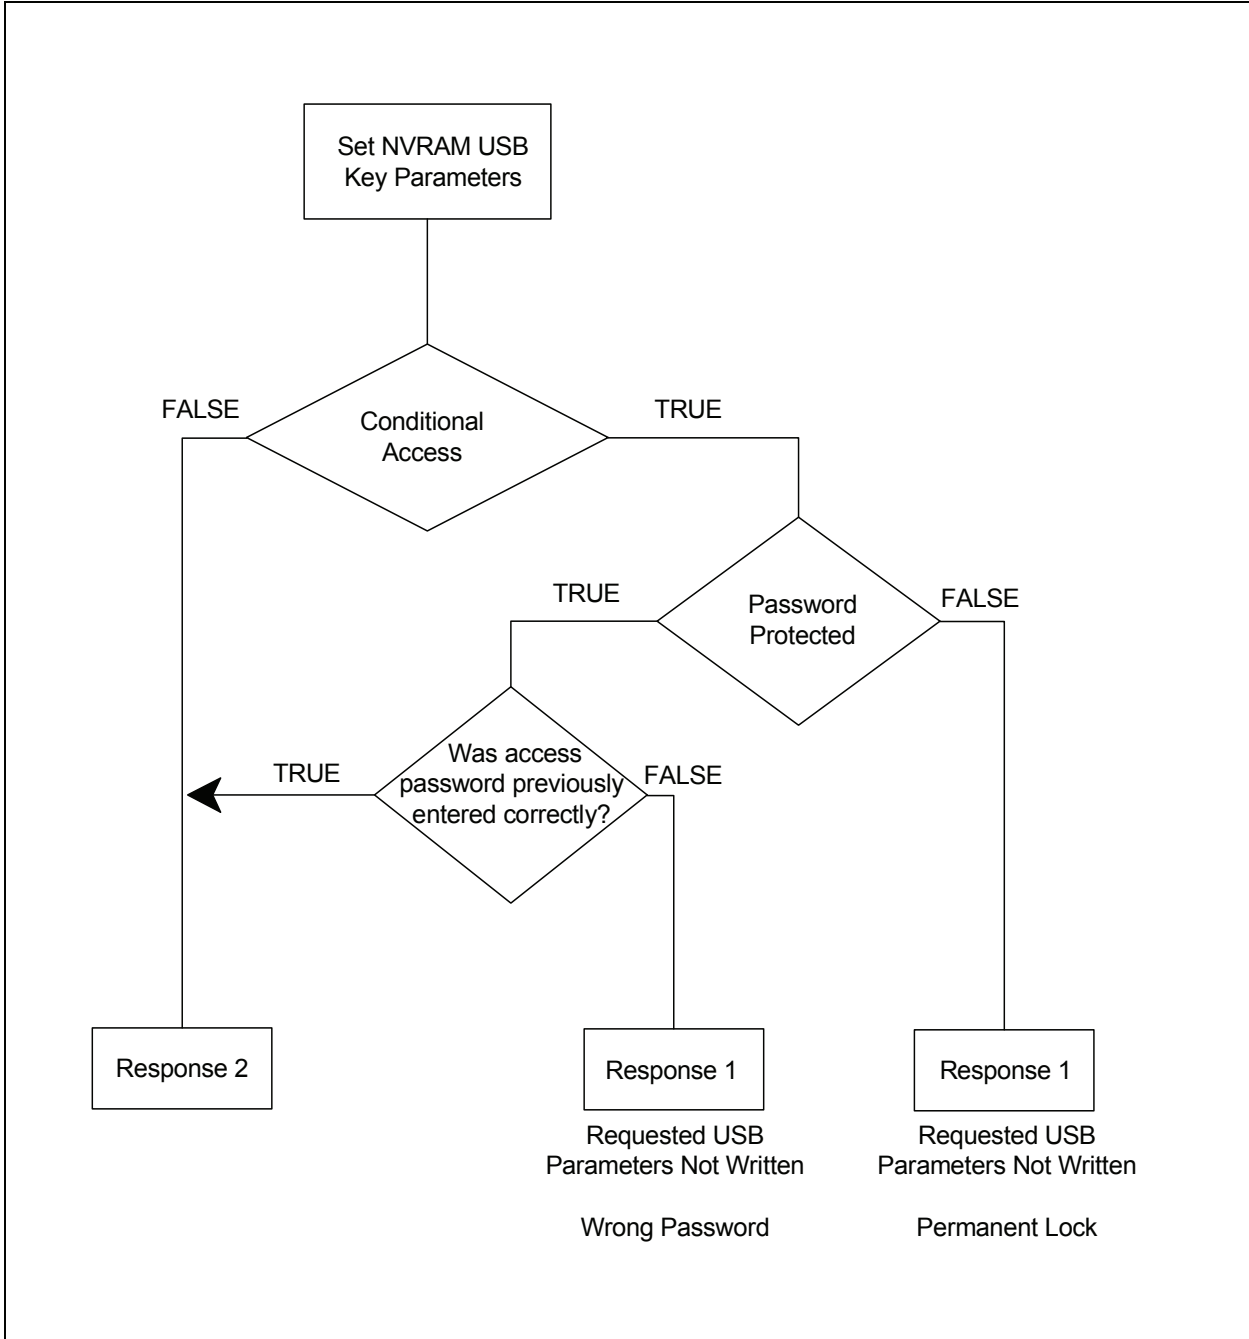 Set NVRAM USB
Key Parameters
FALSE
TRUE
Conditional
Access
TRUE
FALSE
Password
Protected
TRUE
Was access
password previously
entered correctly?
FALSE
Response 2
Response 1
Requested USB
Parameters Not Written
Wrong Password
Response 1
Requested USB
Parameters Not Written
Permanent Lock